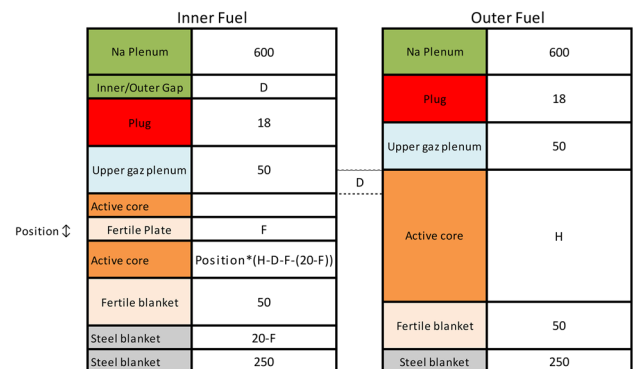 Inner Fuel
Na Plenum 600
Inner/Outer Gap D
Plug 18
Upper gaz plenum 50
Active core
Position ↕ Fertile Plate F
Active core Position*(H-D-F-(20-F))
Fertile blanket 50
Steel blanket 20-F
Steel blanket 250
D
Outer Fuel
Na Plenum 600
Plug 18
Upper gaz plenum 50
Active core H
Fertile blanket 50
Steel blanket 250